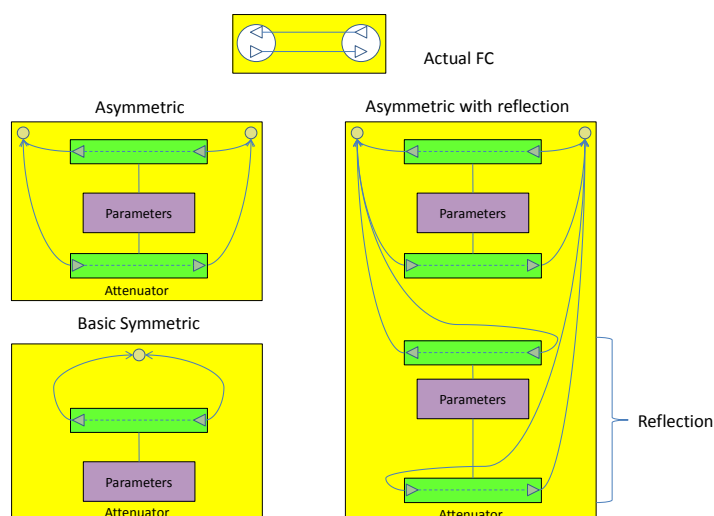 Actual FC
Asymmetric
Asymmetric with reflection
Parameters
Attenuator
Parameters
Basic Symmetric
Parameters
Attenuator
Parameters
Reflection
Attenuator